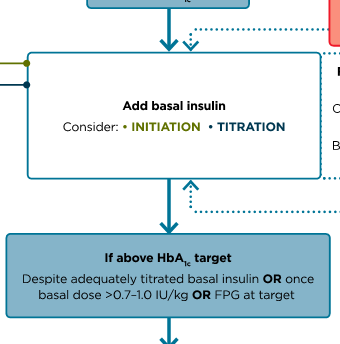 1c
Add basal insulin
Consider: • INITIATION • TITRATION
If above HbA1c target
Despite adequately titrated basal insulin OR once
basal dose >0.7–1.0 IU/kg OR FPG at target